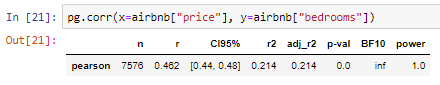 In [21]: pg.corr(x=airbnb["price"], y=airbnb["bedrooms"])
Out[21]:
n r CI95% r2 adj_r2 p-val BF10 power
pearson 7576 0.462 [0.44, 0.48] 0.214 0.214 0.0 inf 1.0